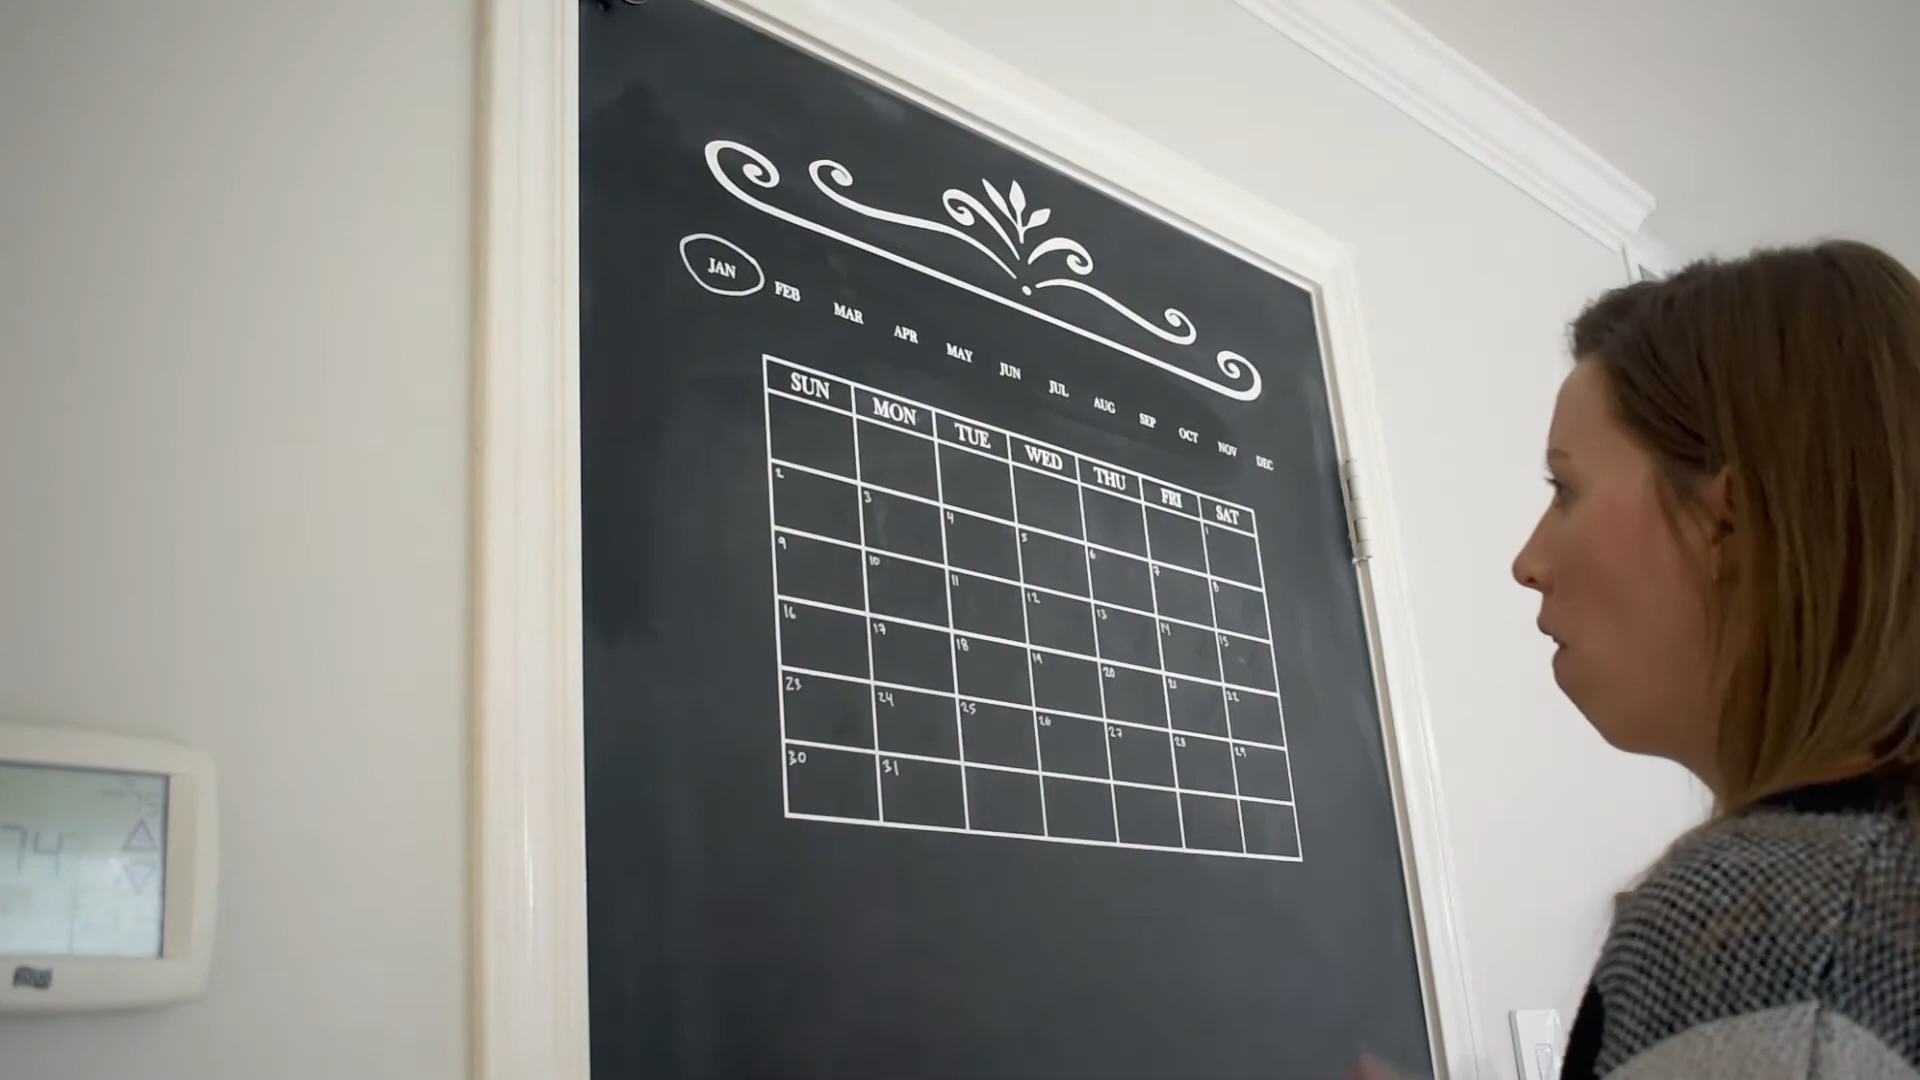 JAN FEB MAR APR MAY JUN JUL AUG SEP OCT NOV DEC
SUN MON TUE WED THU FRI SAT
1
2 3 4 5 6 7 8
9 10 11 12 13 14 15
16 17 18 19 20 21 22
23 24 25 26 27 28 29
30 31
75
74